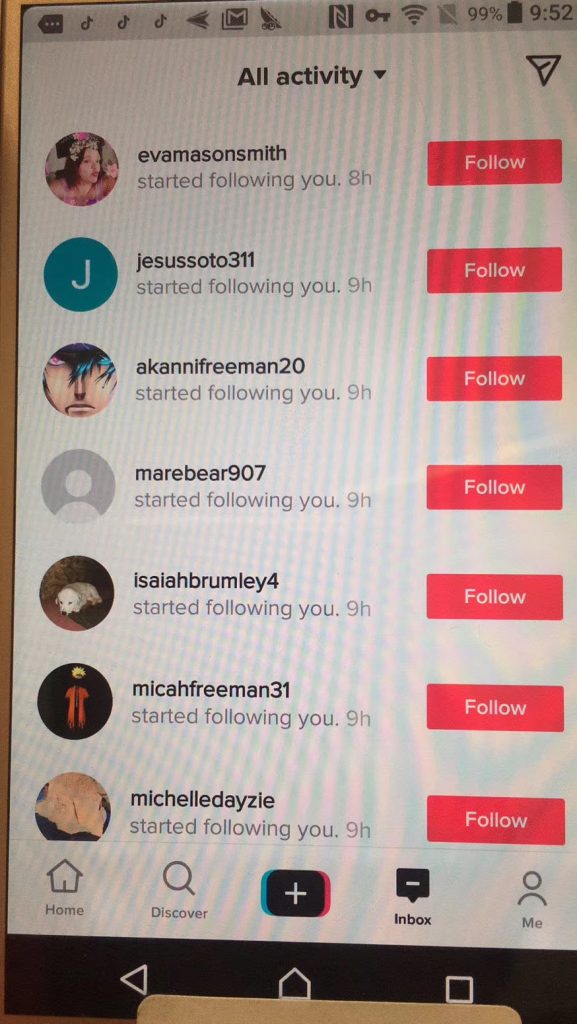 99% 9:52
All activity
evamasonsmith
started following you. 8h
Follow
J
jesussoto311
started following you. 9h
Follow
akannifreeman20
started following you. 9h
Follow
marebear907
started following you. 9h
Follow
isaiahbrumley4
started following you. 9h
Follow
micahfreeman31
started following you. 9h
Follow
michelledayzie
started following you. 9h
Follow
Home
Discover
Inbox
Me